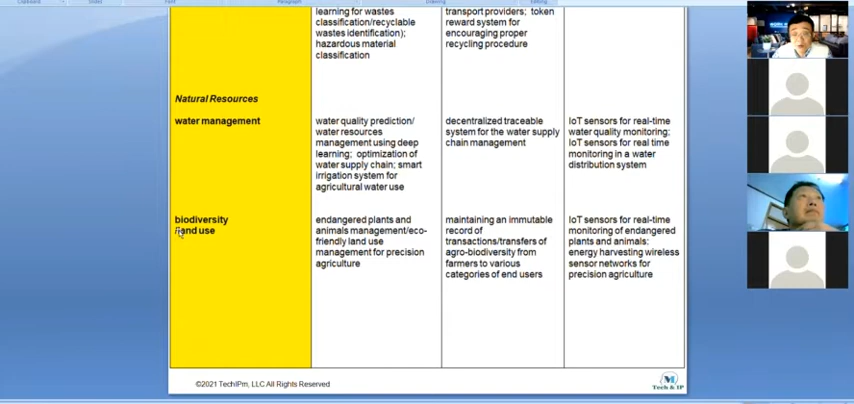 Clipboard
Slides
Font
Paragraph
Drawing
Editing
learning for wastes
classification/recyclable
wastes identification);
hazardous material
classification
transport providers; token
reward system for
encouraging proper
recycling procedure
Natural Resources
water management
water quality prediction/
water resources
management using deep
learning; optimization of
water supply chain; smart
irrigation system for
agricultural water use
decentralized traceable
system for the water supply
chain management
IoT sensors for real-time
water quality monitoring;
IoT sensors for real time
monitoring in a water
distribution system
biodiversity
land use
endangered plants and
animals management/eco-
friendly land use
management for precision
agriculture
maintaining an immutable
record of
transactions/transfers of
agro-biodiversity from
farmers to various
categories of end users
IoT sensors for real-time
monitoring of endangered
plants and animals:
energy harvesting wireless
sensor networks for
precision agriculture
©2021 TechIPm, LLC All Rights Reserved
Tech & IP